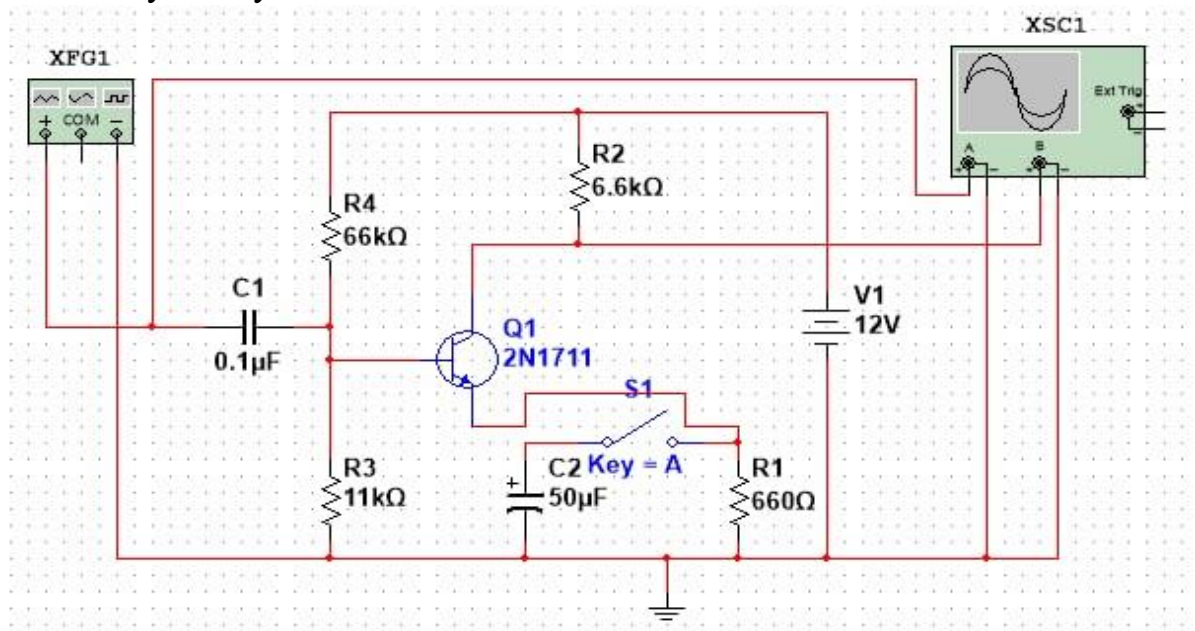 XSC1
XFG1
Ext Trig
+
COM
−
A
B
R2
6.6kΩ
R4
66kΩ
C1
0.1µF
Q1
2N1711
V1
12V
S1
Key = A
R3
11kΩ
C2
+
50µF
R1
660Ω